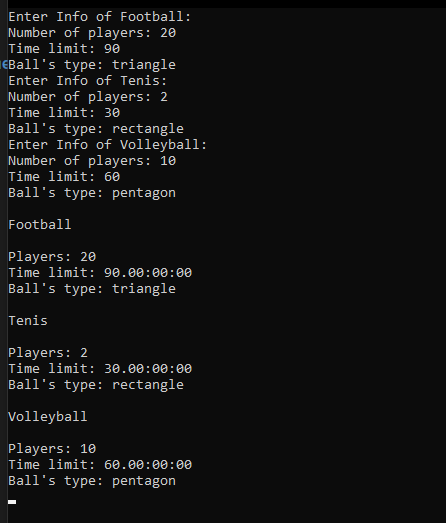 Enter Info of Football:
Number of players: 20
Time limit: 90
Ball's type: triangle
Enter Info of Tenis:
Number of players: 2
Time limit: 30
Ball's type: rectangle
Enter Info of Volleyball:
Number of players: 10
Time limit: 60
Ball's type: pentagon
Football
Players: 20
Time limit: 90.00:00:00
Ball's type: triangle
Tenis
Players: 2
Time limit: 30.00:00:00
Ball's type: rectangle
Volleyball
Players: 10
Time limit: 60.00:00:00
Ball's type: pentagon